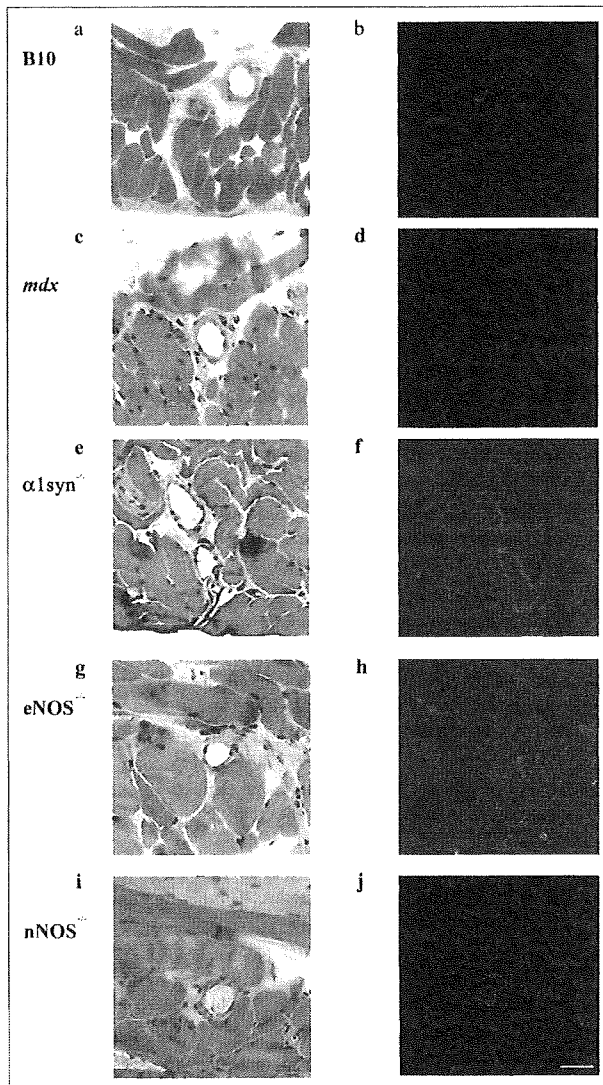 a b
B10
c d
mdx
e f
α1syn-/-
g h
eNOS-/-
i j
nNOS-/-